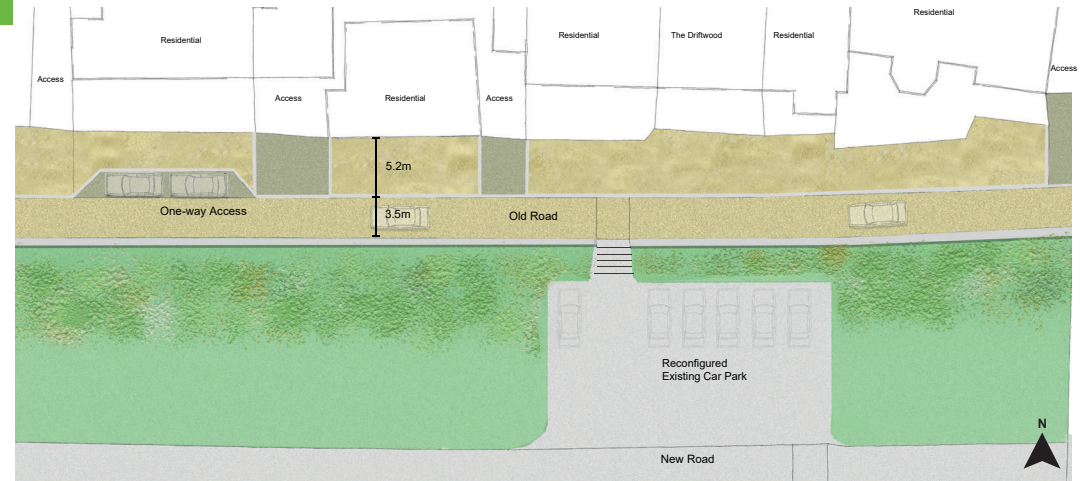 Residential
Residential
The Driftwood
Residential
Residential
Access
Access
Access
Residential
Access
5.2m
One-way Access
3.5m
Old Road
Reconfigured
Existing Car Park
New Road
N